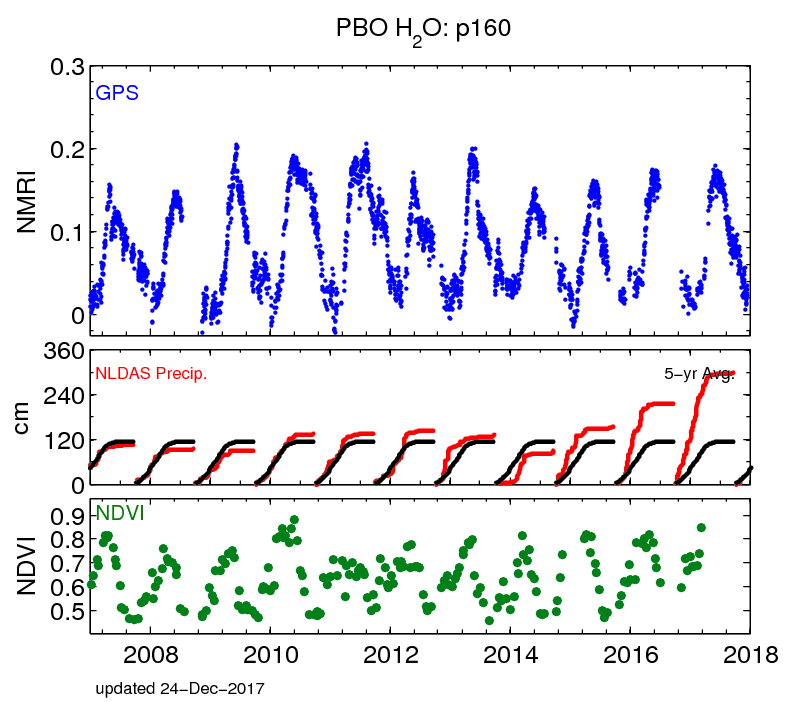 PBO H₂O: p160
0.3
GPS
0.2
NMRI
0.1
0
360
NLDAS Precip.
5−yr Avg.
240
cm
120
0
NDVI
0.9
0.8
NDVI
0.7
0.6
0.5
2008 2010 2012 2014 2016 2018
updated 24−Dec−2017